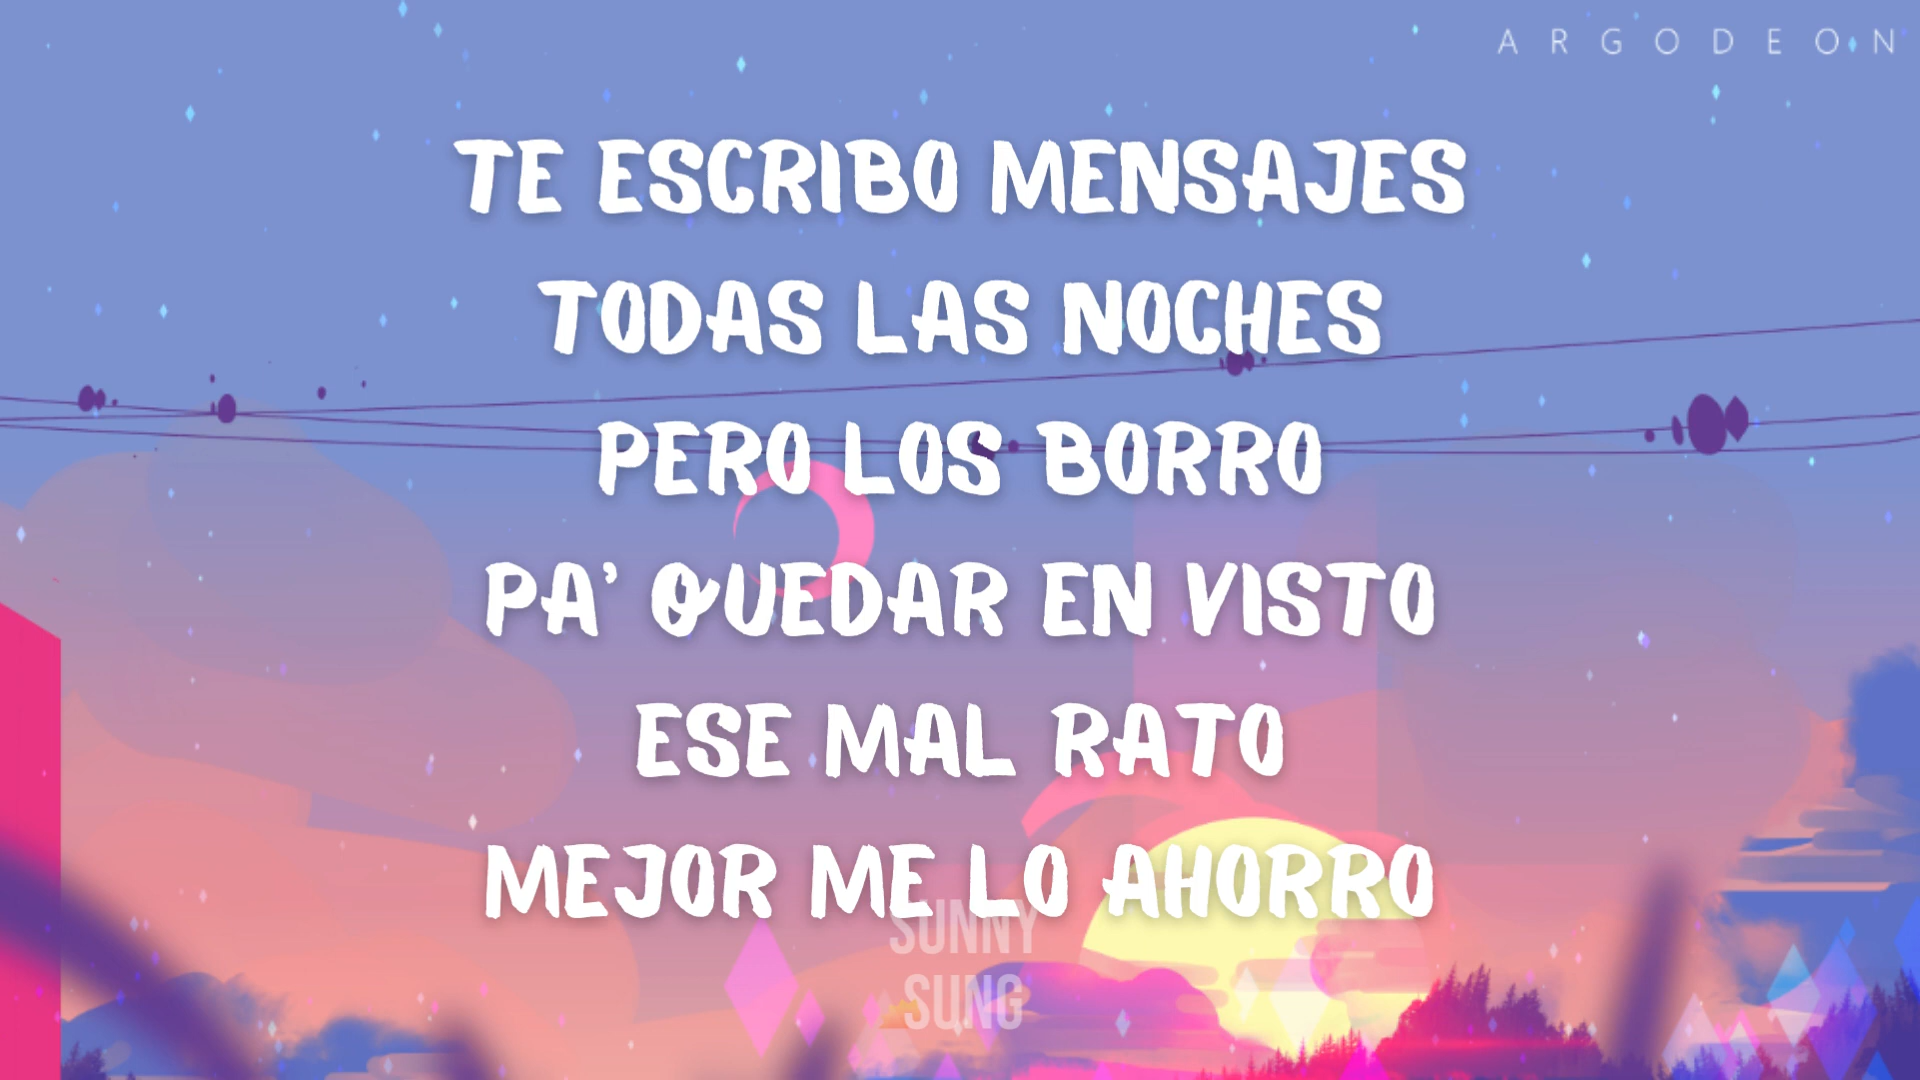 ARGODEON
TE ESCRIBO MENSAJES
TODAS LAS NOCHES
PERO LOS BORRO
PA' QUEDAR EN VISTO
ESE MAL RATO
MEJOR ME LO AHORRO
SUNNY
SUNG